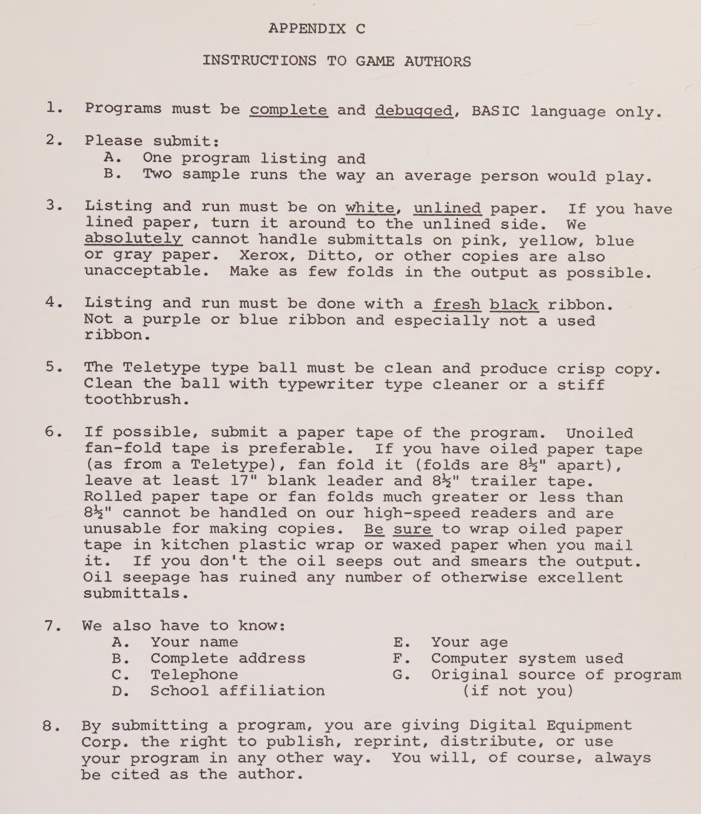 APPENDIX C
INSTRUCTIONS TO GAME AUTHORS
1. Programs must be complete and debugged, BASIC language only.
2. Please submit:
A. One program listing and
B. Two sample runs the way an average person would play.
3. Listing and run must be on white, unlined paper. If you have
lined paper, turn it around to the unlined side. We
absolutely cannot handle submittals on pink, yellow, blue
or gray paper. Xerox, Ditto, or other copies are also
unacceptable. Make as few folds in the output as possible.
4. Listing and run must be done with a fresh black ribbon.
Not a purple or blue ribbon and especially not a used
ribbon.
5. The Teletype type ball must be clean and produce crisp copy.
Clean the ball with typewriter type cleaner or a stiff
toothbrush.
6. If possible, submit a paper tape of the program. Unoiled
fan-fold tape is preferable. If you have oiled paper tape
(as from a Teletype), fan fold it (folds are 8½" apart),
leave at least 17" blank leader and 8½" trailer tape.
Rolled paper tape or fan folds much greater or less than
8½" cannot be handled on our high-speed readers and are
unusable for making copies. Be sure to wrap oiled paper
tape in kitchen plastic wrap or waxed paper when you mail
it. If you don't the oil seeps out and smears the output.
Oil seepage has ruined any number of otherwise excellent
submittals.
7. We also have to know:
A. Your name
B. Complete address
C. Telephone
D. School affiliation
E. Your age
F. Computer system used
G. Original source of program
(if not you)
8. By submitting a program, you are giving Digital Equipment
Corp. the right to publish, reprint, distribute, or use
your program in any other way. You will, of course, always
be cited as the author.